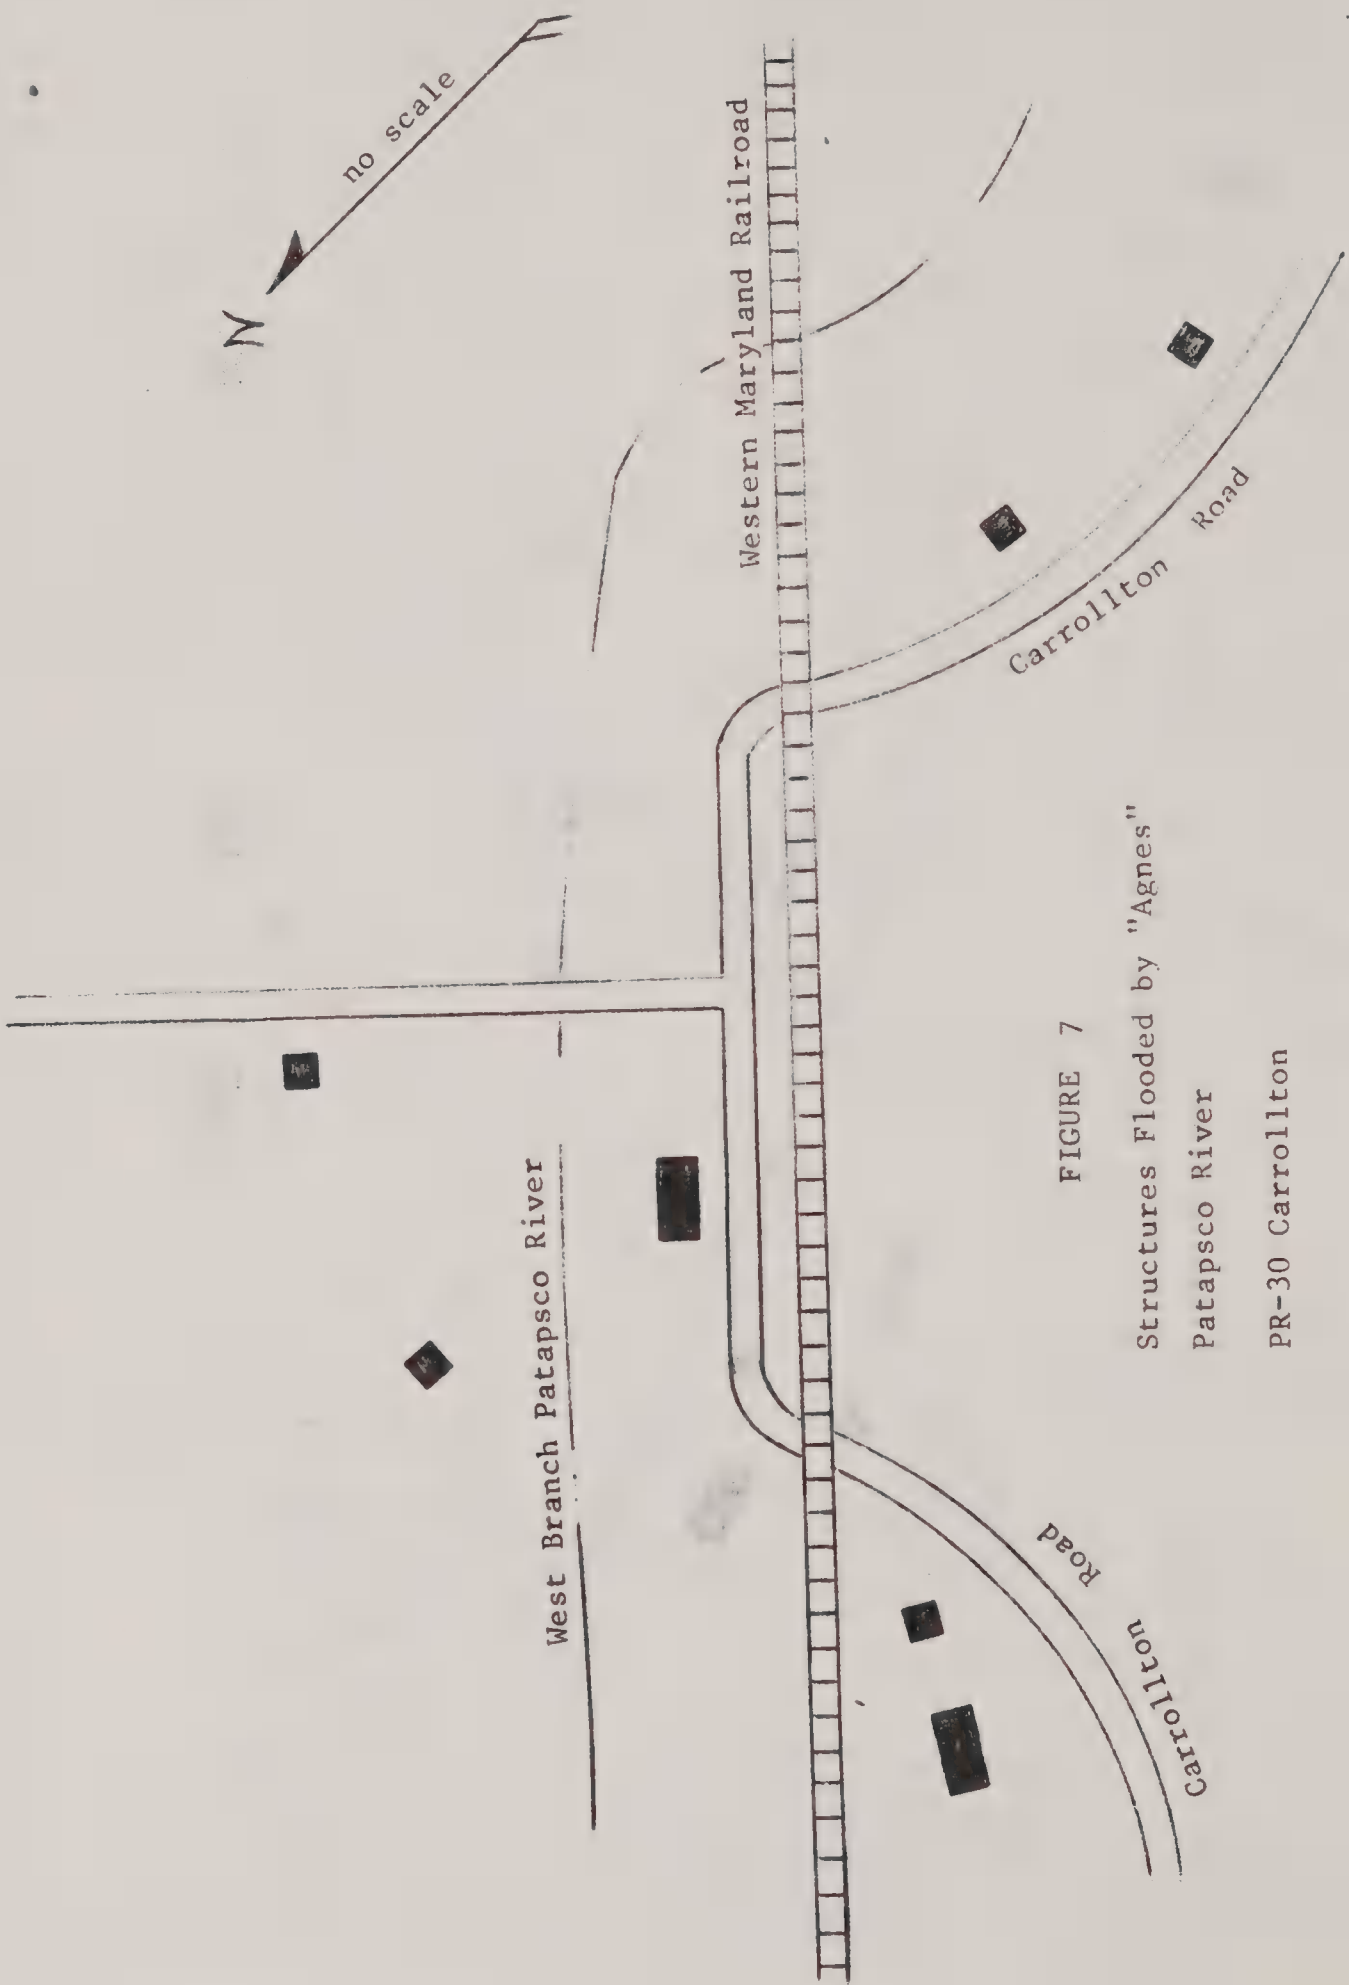 N
no scale
Western Maryland Railroad
West Branch Patapsco River
Carrollton Road
Carrollton Road
FIGURE 7
Structures Flooded by "Agnes"
Patapsco River
PR-30 Carrollton